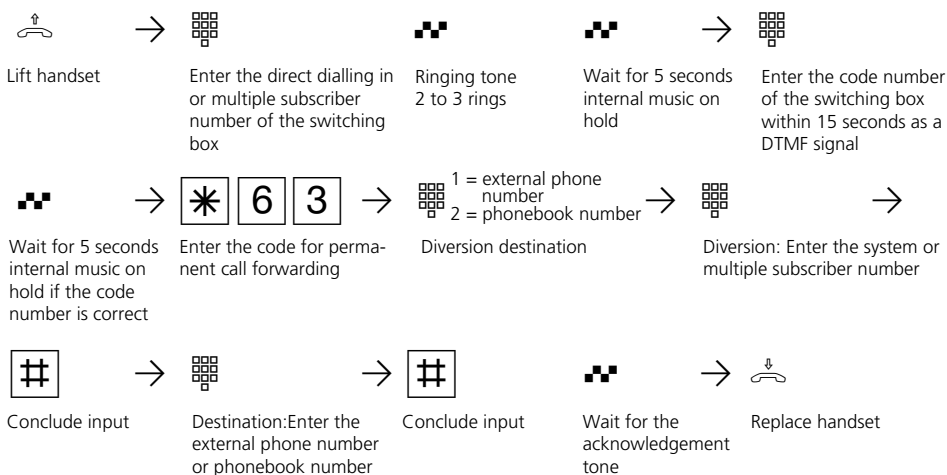 Lift handset
Enter the direct dialling in
or multiple subscriber
number of the switching
box
Ringing tone
2 to 3 rings
Wait for 5 seconds
internal music on
hold
Enter the code number
of the switching box
within 15 seconds as a
DTMF signal
* 6 3
1 = external phone
number
2 = phonebook number
Wait for 5 seconds
internal music on
hold if the code
number is correct
Enter the code for perma-
nent call forwarding
Diversion destination
Diversion: Enter the system or
multiple subscriber number
#
#
Conclude input
Destination:Enter the
external phone number
or phonebook number
Conclude input
Wait for the
acknowledgement
tone
Replace handset